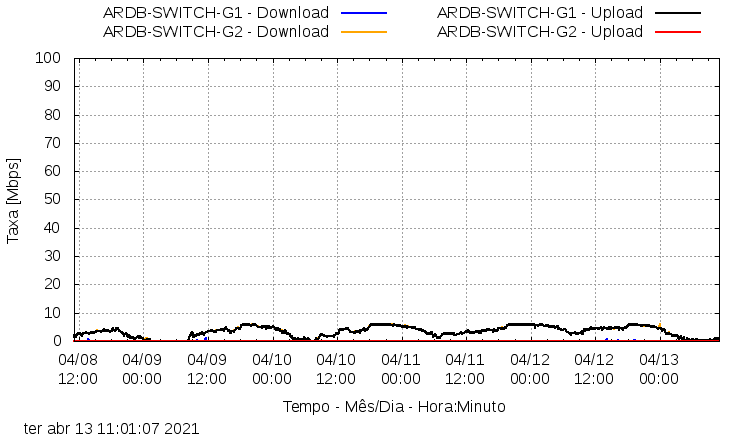 ARDB-SWITCH-G1 - Download
ARDB-SWITCH-G1 - Upload
ARDB-SWITCH-G2 - Download
ARDB-SWITCH-G2 - Upload
100
90
80
70
60
50
40
30
20
10
0
Taxa [Mbps]
04/08 04/09 04/09 04/10 04/10 04/11 04/11 04/12 04/12 04/13
12:00 00:00 12:00 00:00 12:00 00:00 12:00 00:00 12:00 00:00
Tempo - Mês/Dia - Hora:Minuto
ter abr 13 11:01:07 2021